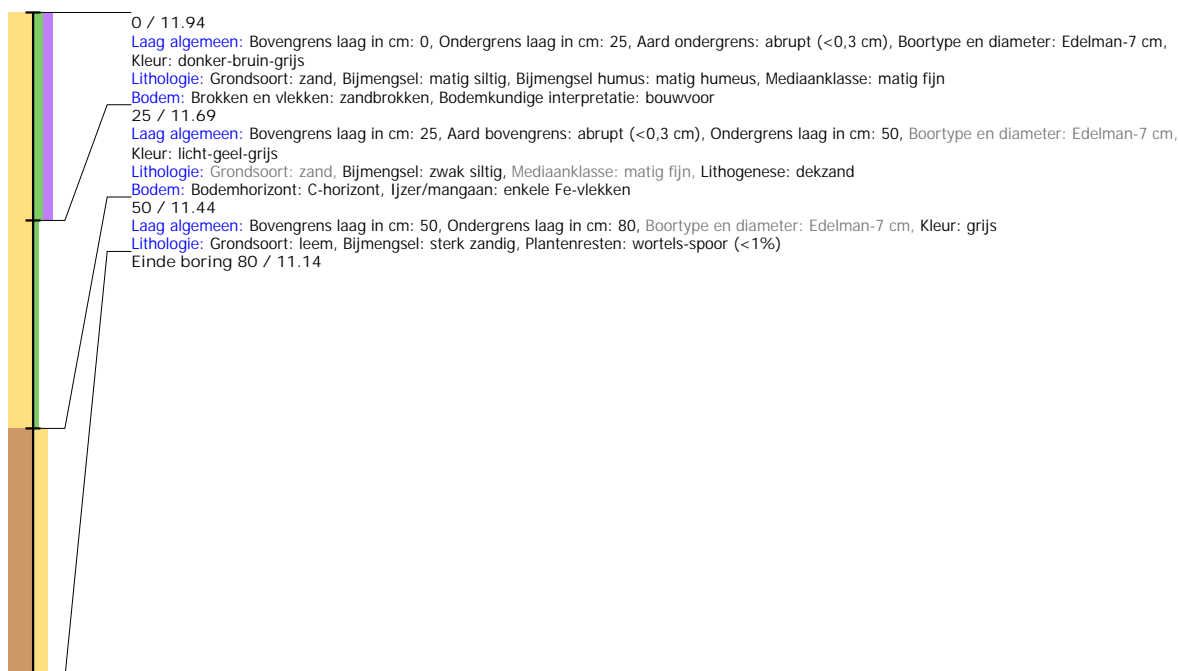 0 / 11.94
Laag algemeen: Bovengrens laag in cm: 0, Ondergrens laag in cm: 25, Aard ondergrens: abrupt (<0,3 cm), Boortype en diameter: Edelman-7 cm,
Kleur: donker-bruin-grijs
Lithologie: Grondsoort: zand, Bijmengsel: matig siltig, Bijmengsel humus: matig humeus, Mediaanklasse: matig fijn
Bodem: Brokken en vlekken: zandbrokken, Bodemkundige interpretatie: bouwvoor
25 / 11.69
Laag algemeen: Bovengrens laag in cm: 25, Aard bovengrens: abrupt (<0,3 cm), Ondergrens laag in cm: 50, Boortype en diameter: Edelman-7 cm,
Kleur: licht-geel-grijs
Lithologie: Grondsoort: zand, Bijmengsel: zwak siltig, Mediaanklasse: matig fijn, Lithogenese: dekzand
Bodem: Bodemhorizont: C-horizont, Ijzer/mangaan: enkele Fe-vlekken
50 / 11.44
Laag algemeen: Bovengrens laag in cm: 50, Ondergrens laag in cm: 80, Boortype en diameter: Edelman-7 cm, Kleur: grijs
Lithologie: Grondsoort: leem, Bijmengsel: sterk zandig, Plantenresten: wortels-spoor (<1%)
Einde boring 80 / 11.14